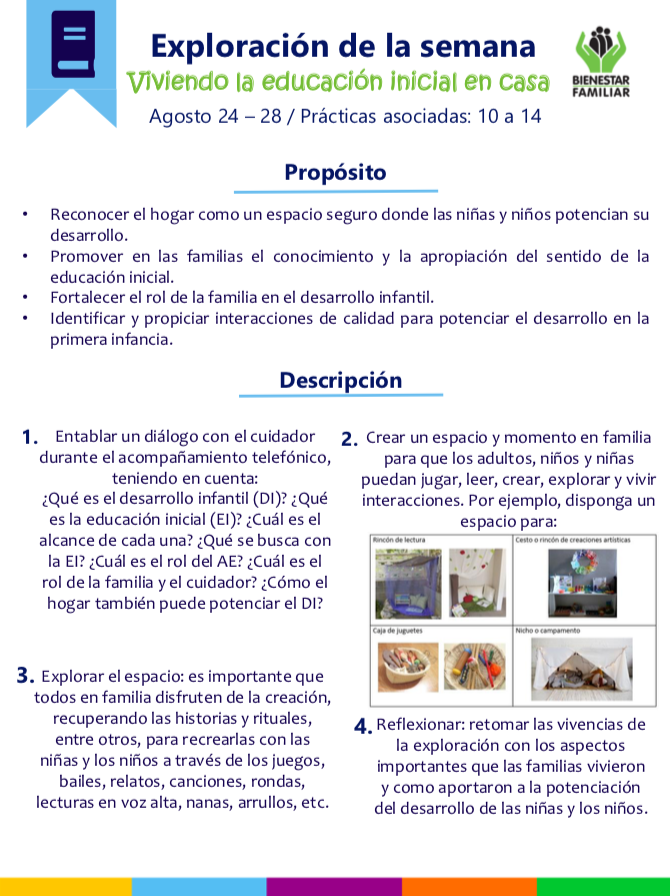 Exploración de la semana
Viviendo la educación inicial en casa
BIENESTAR
FAMILIAR
Agosto 24 – 28 / Prácticas asociadas: 10 a 14
Propósito
• Reconocer el hogar como un espacio seguro donde las niñas y niños potencian su
desarrollo.
• Promover en las familias el conocimiento y la apropiación del sentido de la
educación inicial.
• Fortalecer el rol de la familia en el desarrollo infantil.
• Identificar y propiciar interacciones de calidad para potenciar el desarrollo en la
primera infancia.
Descripción
1. Entablar un diálogo con el cuidador
durante el acompañamiento telefónico,
teniendo en cuenta:
¿Qué es el desarrollo infantil (DI)? ¿Qué
es la educación inicial (EI)? ¿Cuál es el
alcance de cada una? ¿Qué se busca con
la EI? ¿Cuál es el rol del AE? ¿Cuál es el
rol de la familia y el cuidador? ¿Cómo el
hogar también puede potenciar el DI?
2. Crear un espacio y momento en familia
para que los adultos, niños y niñas
puedan jugar, leer, crear, explorar y vivir
interacciones. Por ejemplo, disponga un
espacio para:
Rincón de lectura
Cesto o rincón de creaciones artísticas
Caja de juguetes
Nicho o campamento
3. Explorar el espacio: es importante que
todos en familia disfruten de la creación,
recuperando las historias y rituales,
entre otros, para recrearlas con las
niñas y los niños a través de los juegos,
bailes, relatos, canciones, rondas,
lecturas en voz alta, nanas, arrullos, etc.
4. Reflexionar: retomar las vivencias de
la exploración con los aspectos
importantes que las familias vivieron
y como aportaron a la potenciación
del desarrollo de las niñas y los niños.